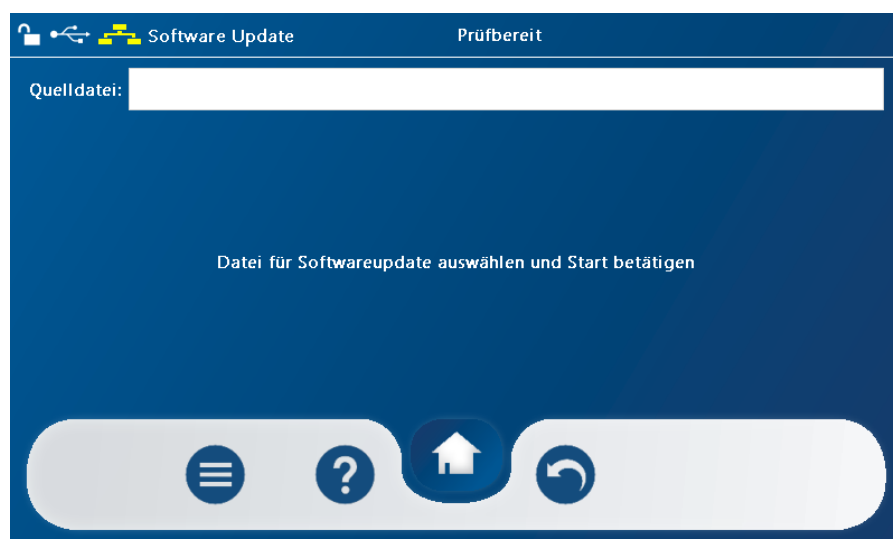 Software Update Prüfbereit
Quelldatei:
Datei für Softwareupdate auswählen und Start betätigen
?